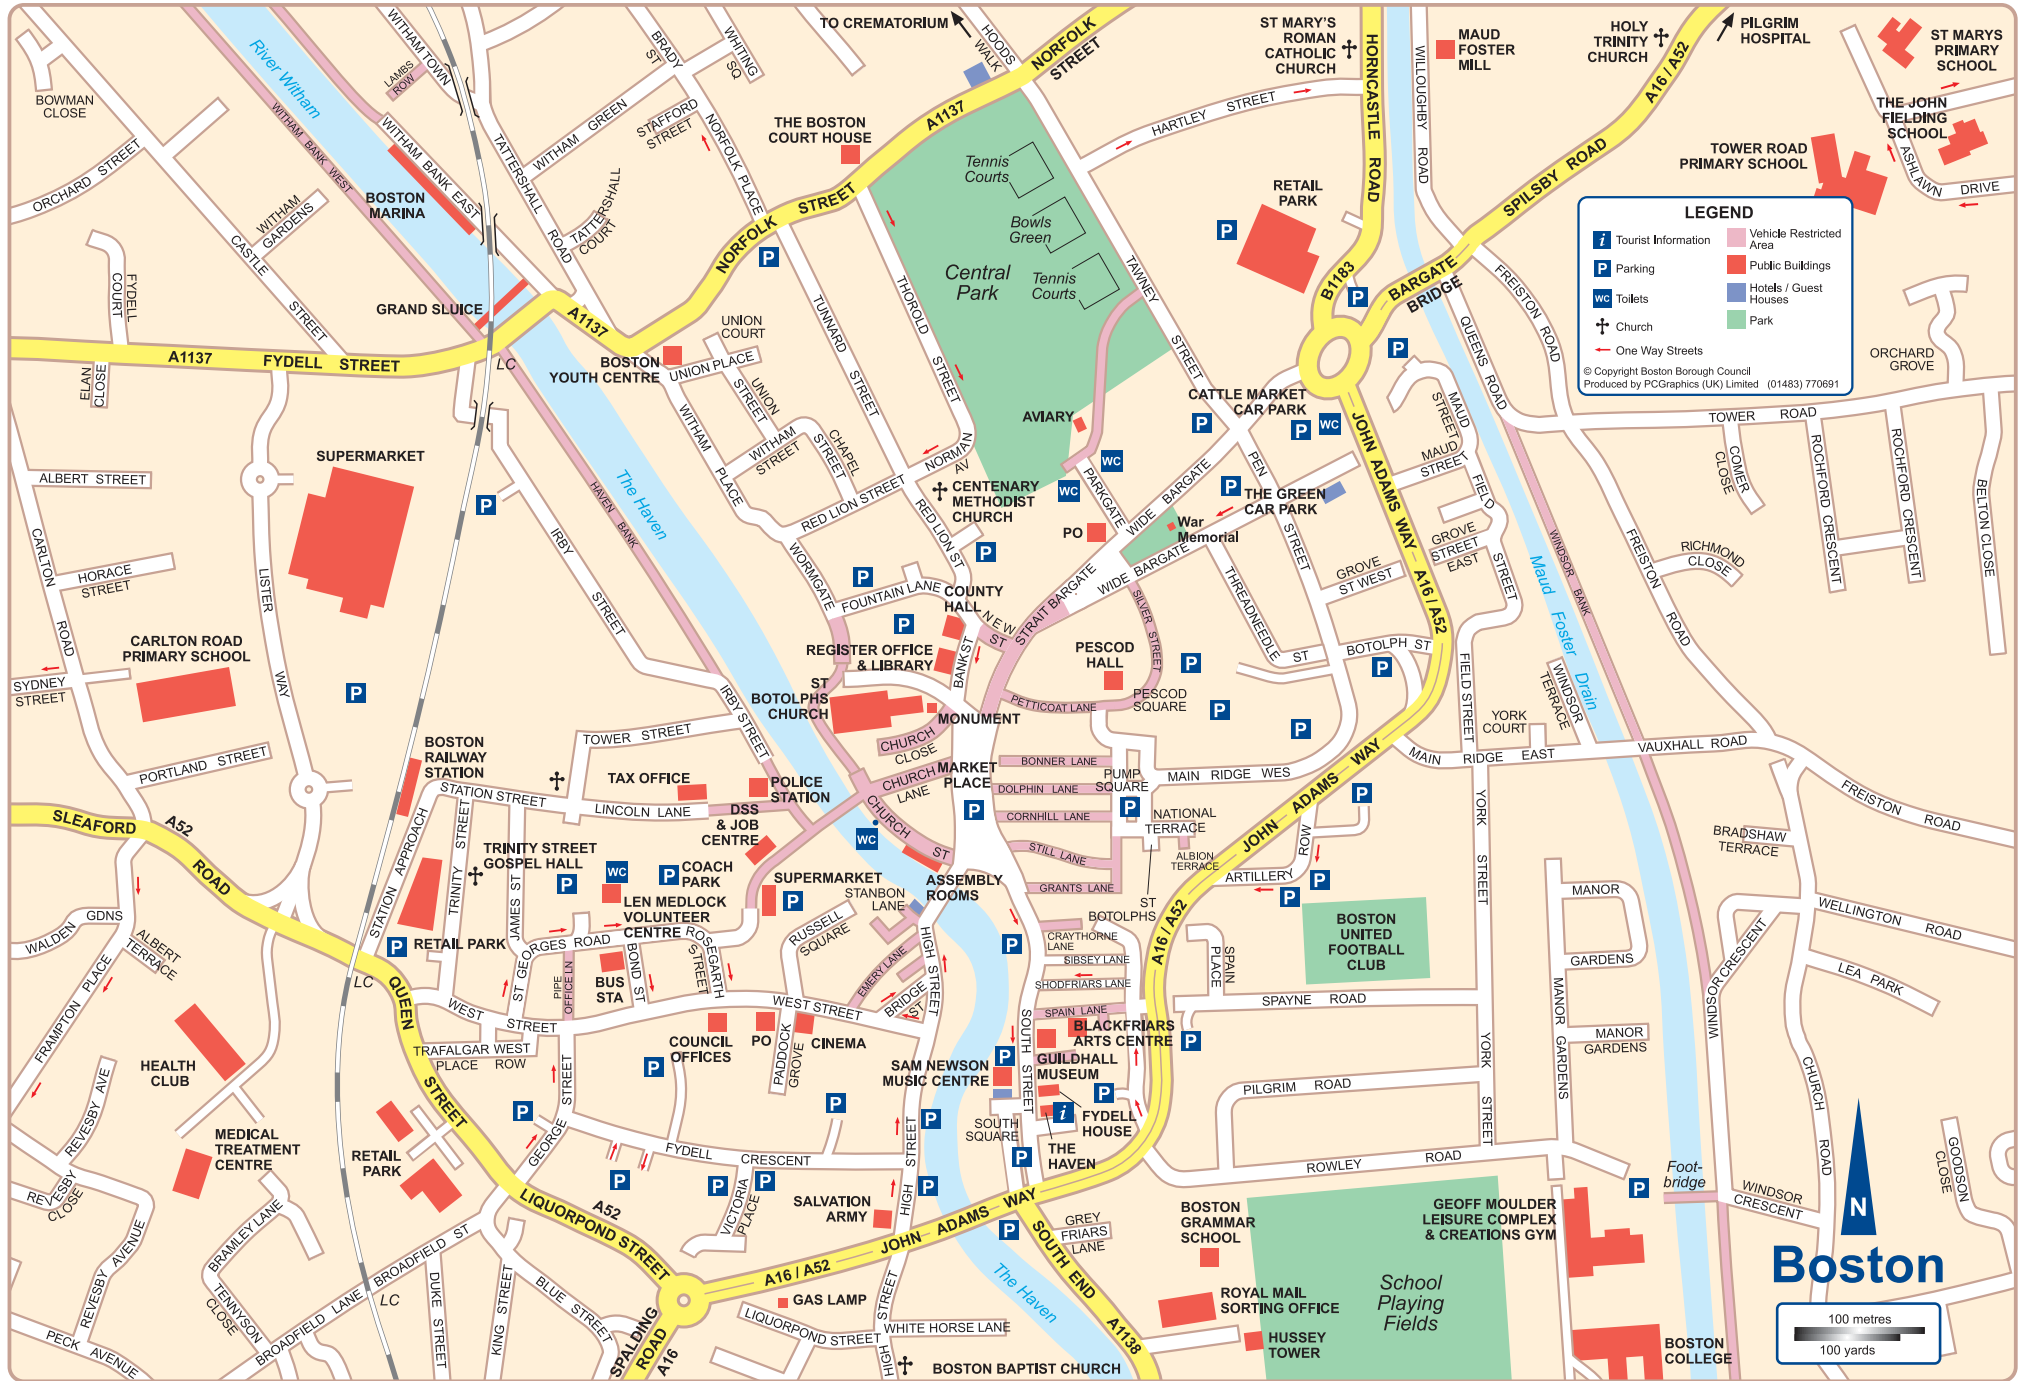 TO CREMATORIUM
HOODS
WALK
NORFOLK
STREET
ST MARY'S
ROMAN
CATHOLIC
CHURCH
HORNCASTLE ROAD
WILLOUGHBY ROAD
MAUD
FOSTER
MILL
HOLY
TRINITY
CHURCH
A16 / A52
PILGRIM
HOSPITAL
ST MARYS
PRIMARY
SCHOOL
THE JOHN
FIELDING
SCHOOL
TOWER ROAD
PRIMARY SCHOOL
ASHLAWN DRIVE
SPILSBY ROAD
River Witham
WITHAM TOWN
LAMBS
ROW
BOWMAN
CLOSE
ORCHARD STREET
WITHAM
GARDENS
CASTLE STREET
WITHAM BANK WEST
WITHAM BANK EAST
BOSTON
MARINA
TATTERSHALL ROAD
TATTERSHALL
COURT
WITHAM GREEN
STAFFORD
STREET
BRADY
ST
WHITING
SQ
NORFOLK PLACE
THE BOSTON
COURT HOUSE
A1137
NORFOLK STREET
HARTLEY STREET
Tennis
Courts
Bowls
Green
Tennis
Courts
Central
Park
TAWNEY STREET
THOROLD STREET
TUNNARD STREET
RETAIL
PARK
P
B1183
BARGATE
BRIDGE
FREISTON ROAD
QUEENS ROAD
LEGEND
i Tourist Information
P Parking
WC Toilets
Church
One Way Streets
Vehicle Restricted
Area
Public Buildings
Hotels / Guest
Houses
Park
© Copyright Boston Borough Council
Produced by PCGraphics (UK) Limited (01483) 770691
ORCHARD
GROVE
FYDELL
COURT
GRAND SLUICE
A1137
FYDELL STREET
A1137
LC
ELAN
CLOSE
BOSTON
YOUTH CENTRE
UNION
COURT
UNION PLACE
UNION
STREET
WITHAM
STREET
CHAPEL
STREET
WITHAM PLACE
RED LION STREET
NORMAN
AV
AVIARY
CENTENARY
METHODIST
CHURCH
RED LION ST
WC
WC
PARKGATE
PO
CATTLE MARKET
CAR PARK
P
P
WC
WIDE BARGATE
PEN STREET
THE GREEN
CAR PARK
War
Memorial
WIDE BARGATE
JOHN ADAMS WAY A16 / A52
MAUD
STREET
MAUD
STREET
FIELD
STREET
GROVE
STREET
EAST
GROVE
ST WEST
TOWER ROAD
COMER
CLOSE
ROCHFORD CRESCENT
ROCHFORD CRESCENT
BELTON CLOSE
RICHMOND
CLOSE
FREISTON ROAD
WINDSOR BANK
Maud Foster Drain
SUPERMARKET
ALBERT STREET
CARLTON ROAD
HORACE
STREET
LISTER WAY
CARLTON ROAD
PRIMARY SCHOOL
SYDNEY
STREET
PORTLAND STREET
The Haven
HAVEN BANK
IRBY STREET
IRBY STREET
WORMGATE
FOUNTAIN LANE
COUNTY
HALL
NEW
ST
BANK ST
STRAIT BARGATE
REGISTER OFFICE
& LIBRARY
ST
BOTOLPHS
CHURCH
MONUMENT
CHURCH
CLOSE
PESCOD
HALL
SILVER STREET
PESCOD
SQUARE
PETTICOAT LANE
THREADNEEDLE
ST
BOTOLPH ST
FIELD STREET
YORK
COURT
WINDSOR
TERRACE
MAIN RIDGE EAST
VAUXHALL ROAD
FREISTON ROAD
BOSTON
RAILWAY
STATION
TOWER STREET
TAX OFFICE
POLICE
STATION
STATION STREET
LINCOLN LANE
DSS
& JOB
CENTRE
CHURCH
LANE
CHURCH
ST
MARKET
PLACE
BONNER LANE
DOLPHIN LANE
CORNHILL LANE
STILL LANE
GRANTS LANE
PUMP
SQUARE
MAIN RIDGE WES
NATIONAL
TERRACE
ALBION
TERRACE
JOHN ADAMS WAY
ROW
ARTILLERY
ST
BOTOLPHS
YORK STREET
BRADSHAW
TERRACE
SLEAFORD ROAD
A52
STATION APPROACH
TRINITY STREET
TRINITY STREET
GOSPEL HALL
JAMES ST
WC
COACH
PARK
SUPERMARKET
STANBON
LANE
ASSEMBLY
ROOMS
WC
LEN MEDLOCK
VOLUNTEER
CENTRE
RETAIL PARK
ST GEORGES ROAD
BOND ST
ROSEGARTH
STREET
RUSSELL
SQUARE
EMERY LANE
HIGH STREET
BRIDGE
ST
BUS
STA
PIPE
OFFICE LN
WALDEN GDNS
ALBERT
TERRACE
FRAMPTON PLACE
LC
QUEEN STREET
WEST STREET
WEST STREET
TRAFALGAR
PLACE
WEST
ROW
COUNCIL
OFFICES
PO
CINEMA
PADDOCK
GROVE
CRAYTHORNE
LANE
SIBSEY LANE
SHODFRIARS LANE
SPAIN LANE
SPAIN
PLACE
A16 / A52
BOSTON
UNITED
FOOTBALL
CLUB
MANOR
GARDENS
MANOR
GARDENS
MANOR GARDENS
WELLINGTON ROAD
WINDSOR CRESCENT
LEA PARK
CHURCH ROAD
SPAYNE ROAD
PILGRIM ROAD
YORK STREET
ROWLEY ROAD
HEALTH
CLUB
REVESBY AVE
MEDICAL
TREATMENT
CENTRE
RETAIL
PARK
GEORGE STREET
FYDELL CRESCENT
SAM NEWSON
MUSIC CENTRE
BLACKFRIARS
ARTS CENTRE
GUILDHALL
MUSEUM
i
FYDELL
HOUSE
THE
HAVEN
SOUTH STREET
SOUTH
SQUARE
REVESBY
CLOSE
REVESBY AVENUE
PECK AVENUE
BRAMLEY LANE
TENNYSON
CLOSE
BROADFIELD LANE
BROADFIELD ST
LC
DUKE STREET
KING STREET
BLUE STREET
A52
LIQUORPOND STREET
VICTORIA
PLACE
SALVATION
ARMY
HIGH STREET
JOHN ADAMS WAY
A16 / A52
SPALDING
ROAD
A16
GAS LAMP
LIQUORPOND STREET
WHITE HORSE LANE
HIGH STREET
BOSTON BAPTIST CHURCH
The Haven
SOUTH END
A1138
GREY
FRIARS
LANE
BOSTON
GRAMMAR
SCHOOL
ROYAL MAIL
SORTING OFFICE
HUSSEY
TOWER
School
Playing
Fields
GEOFF MOULDER
LEISURE COMPLEX
& CREATIONS GYM
BOSTON
COLLEGE
Foot-
bridge
WINDSOR
CRESCENT
GOODSON
CLOSE
N
Boston
100 metres
100 yards